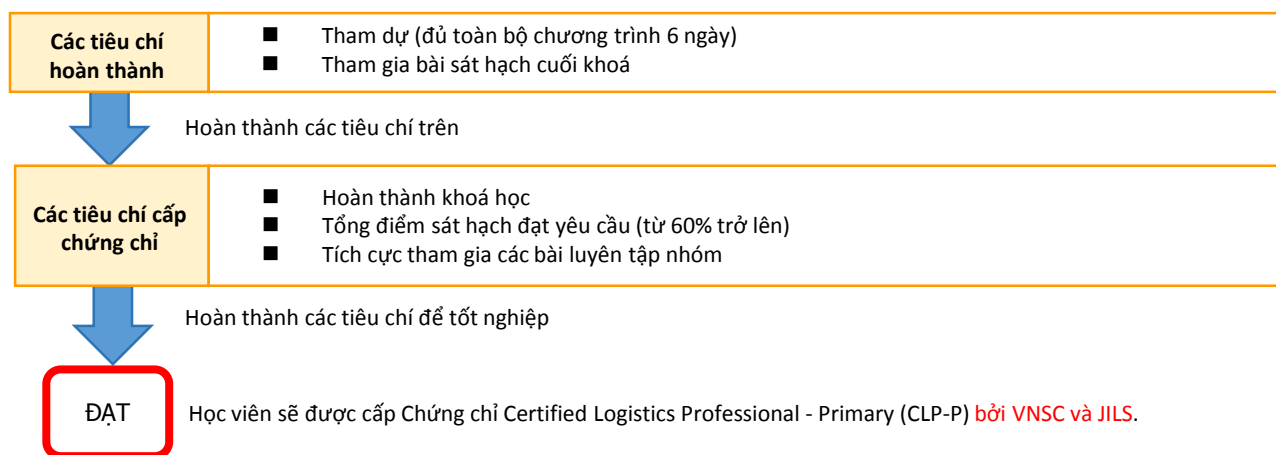 Các tiêu chí
hoàn thành
■ Tham dự (đủ toàn bộ chương trình 6 ngày)
■ Tham gia bài sát hạch cuối khoá
Hoàn thành các tiêu chí trên
Các tiêu chí cấp
chứng chỉ
■ Hoàn thành khoá học
■ Tổng điểm sát hạch đạt yêu cầu (từ 60% trở lên)
■ Tích cực tham gia các bài luyên tập nhóm
Hoàn thành các tiêu chí để tốt nghiệp
ĐẠT
Học viên sẽ được cấp Chứng chỉ Certified Logistics Professional - Primary (CLP-P) bởi VNSC và JILS.